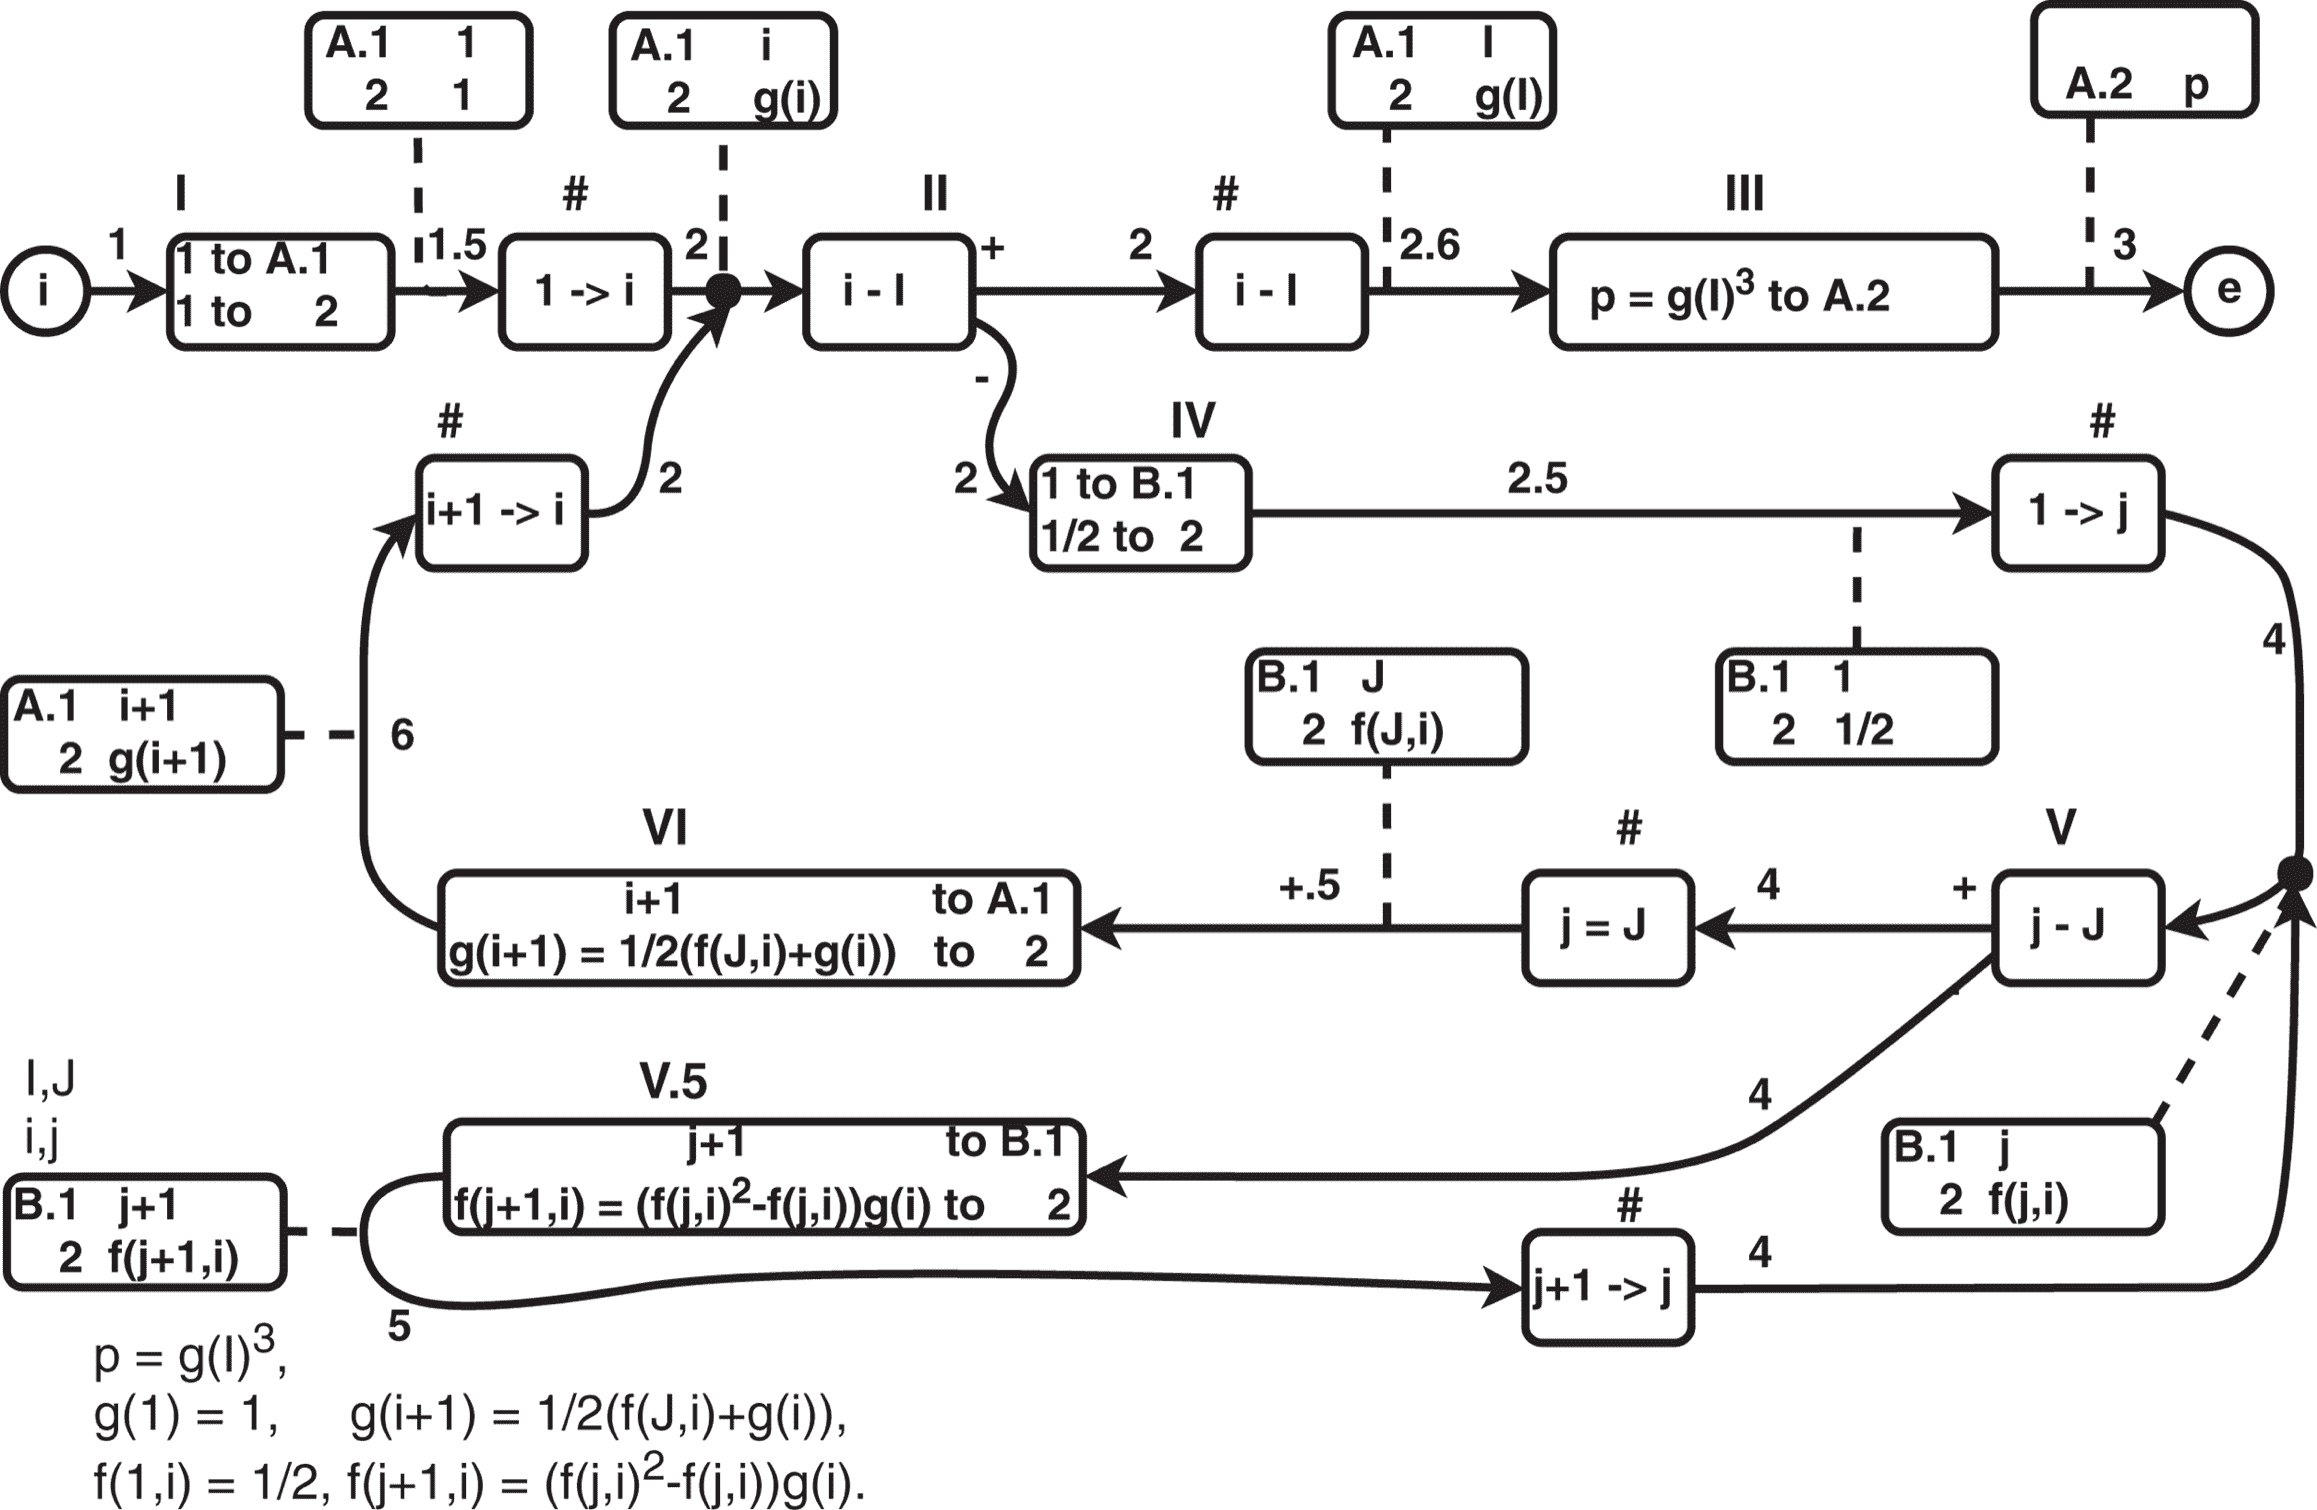 A.1 1
2 1
A.1 i
2 g(i)
A.1 I
2 g(I)
A.2 p
I
#
II
#
III
i
1
1 to A.1
1 to 2
1.5
1 -> i
2
i - I
+
2
i - I
2.6
p = g(I)³ to A.2
3
e
-
#
IV
#
i+1 -> i
2
2
1 to B.1
1/2 to 2
2.5
1 -> j
4
A.1 i+1
2 g(i+1)
6
B.1 J
2 f(J,i)
B.1 1
2 1/2
VI
#
V
i+1 to A.1
g(i+1) = 1/2(f(J,i)+g(i)) to 2
+.5
j = J
4
+
j - J
-
4
I,J
i,j
V.5
j+1 to B.1
f(j+1,i) = (f(j,i)²-f(j,i))g(i) to 2
B.1 j
2 f(j,i)
B.1 j+1
2 f(j+1,i)
5
#
j+1 -> j
4
p = g(I)³,
g(1) = 1, g(i+1) = 1/2(f(J,i)+g(i)),
f(1,i) = 1/2, f(j+1,i) = (f(j,i)²-f(j,i))g(i).